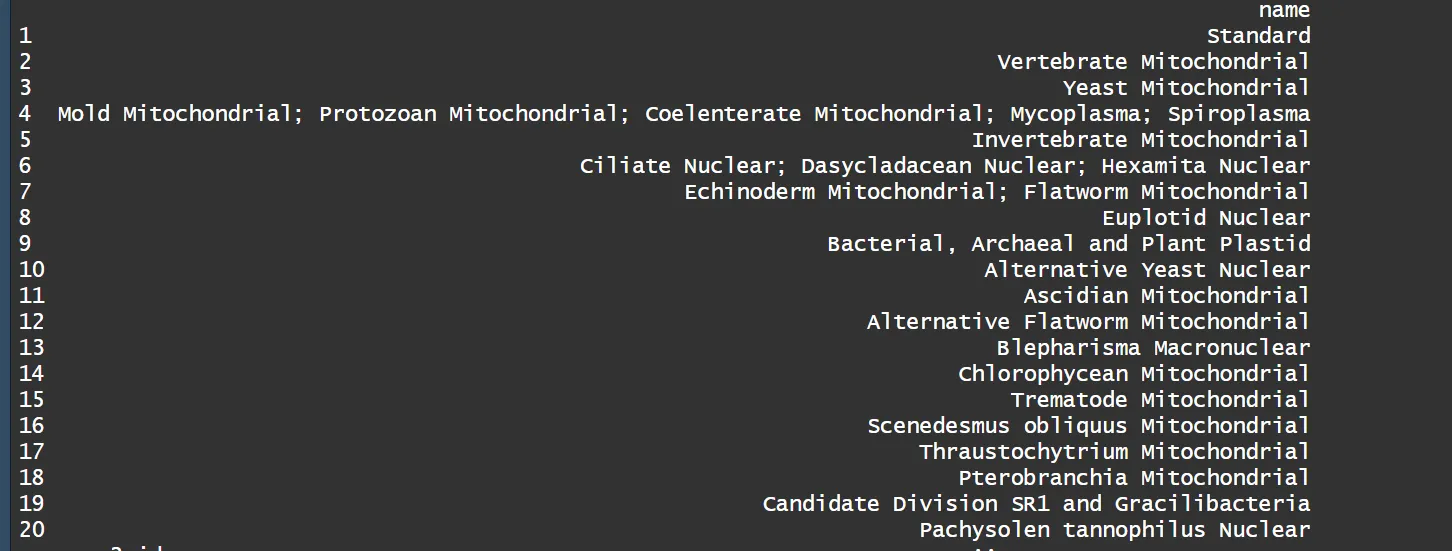 name
1 Standard
2 Vertebrate Mitochondrial
3 Yeast Mitochondrial
4 Mold Mitochondrial; Protozoan Mitochondrial; Coelenterate Mitochondrial; Mycoplasma; Spiroplasma
5 Invertebrate Mitochondrial
6 Ciliate Nuclear; Dasycladacean Nuclear; Hexamita Nuclear
7 Echinoderm Mitochondrial; Flatworm Mitochondrial
8 Euplotid Nuclear
9 Bacterial, Archaeal and Plant Plastid
10 Alternative Yeast Nuclear
11 Ascidian Mitochondrial
12 Alternative Flatworm Mitochondrial
13 Blepharisma Macronuclear
14 Chlorophycean Mitochondrial
15 Trematode Mitochondrial
16 Scenedesmus obliquus Mitochondrial
17 Thraustochytrium Mitochondrial
18 Pterobranchia Mitochondrial
19 Candidate Division SR1 and Gracilibacteria
20 Pachysolen tannophilus Nuclear